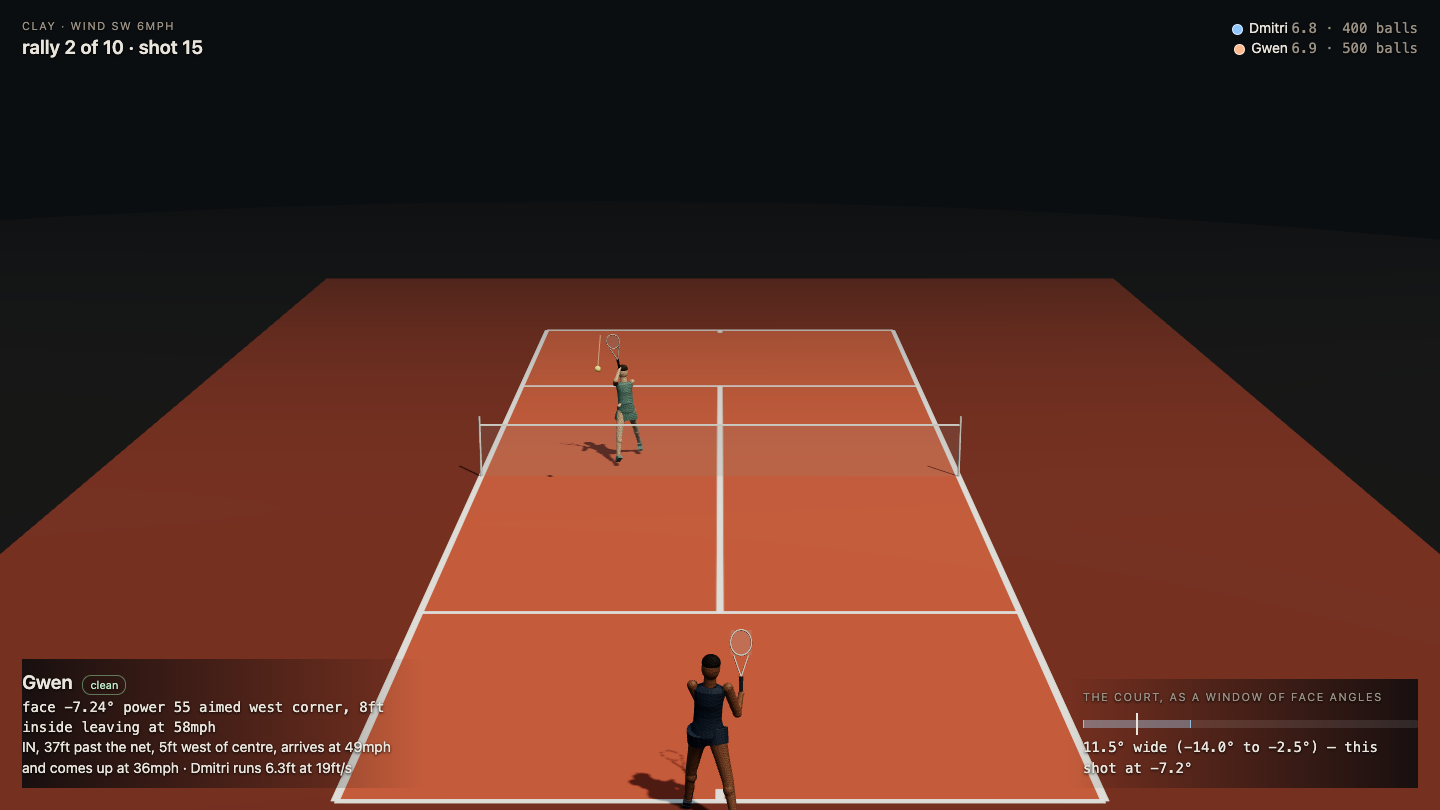 CLAY · WIND SW 6MPH
rally 2 of 10 · shot 15
Dmitri 6.8 · 400 balls
Gwen 6.9 · 500 balls
Gwen clean
face −7.24° power 55 aimed west corner, 8ft
inside leaving at 58mph
IN, 37ft past the net, 5ft west of centre, arrives at 49mph
and comes up at 36mph · Dmitri runs 6.3ft at 19ft/s
THE COURT, AS A WINDOW OF FACE ANGLES
11.5° wide (−14.0° to −2.5°) — this
shot at −7.2°